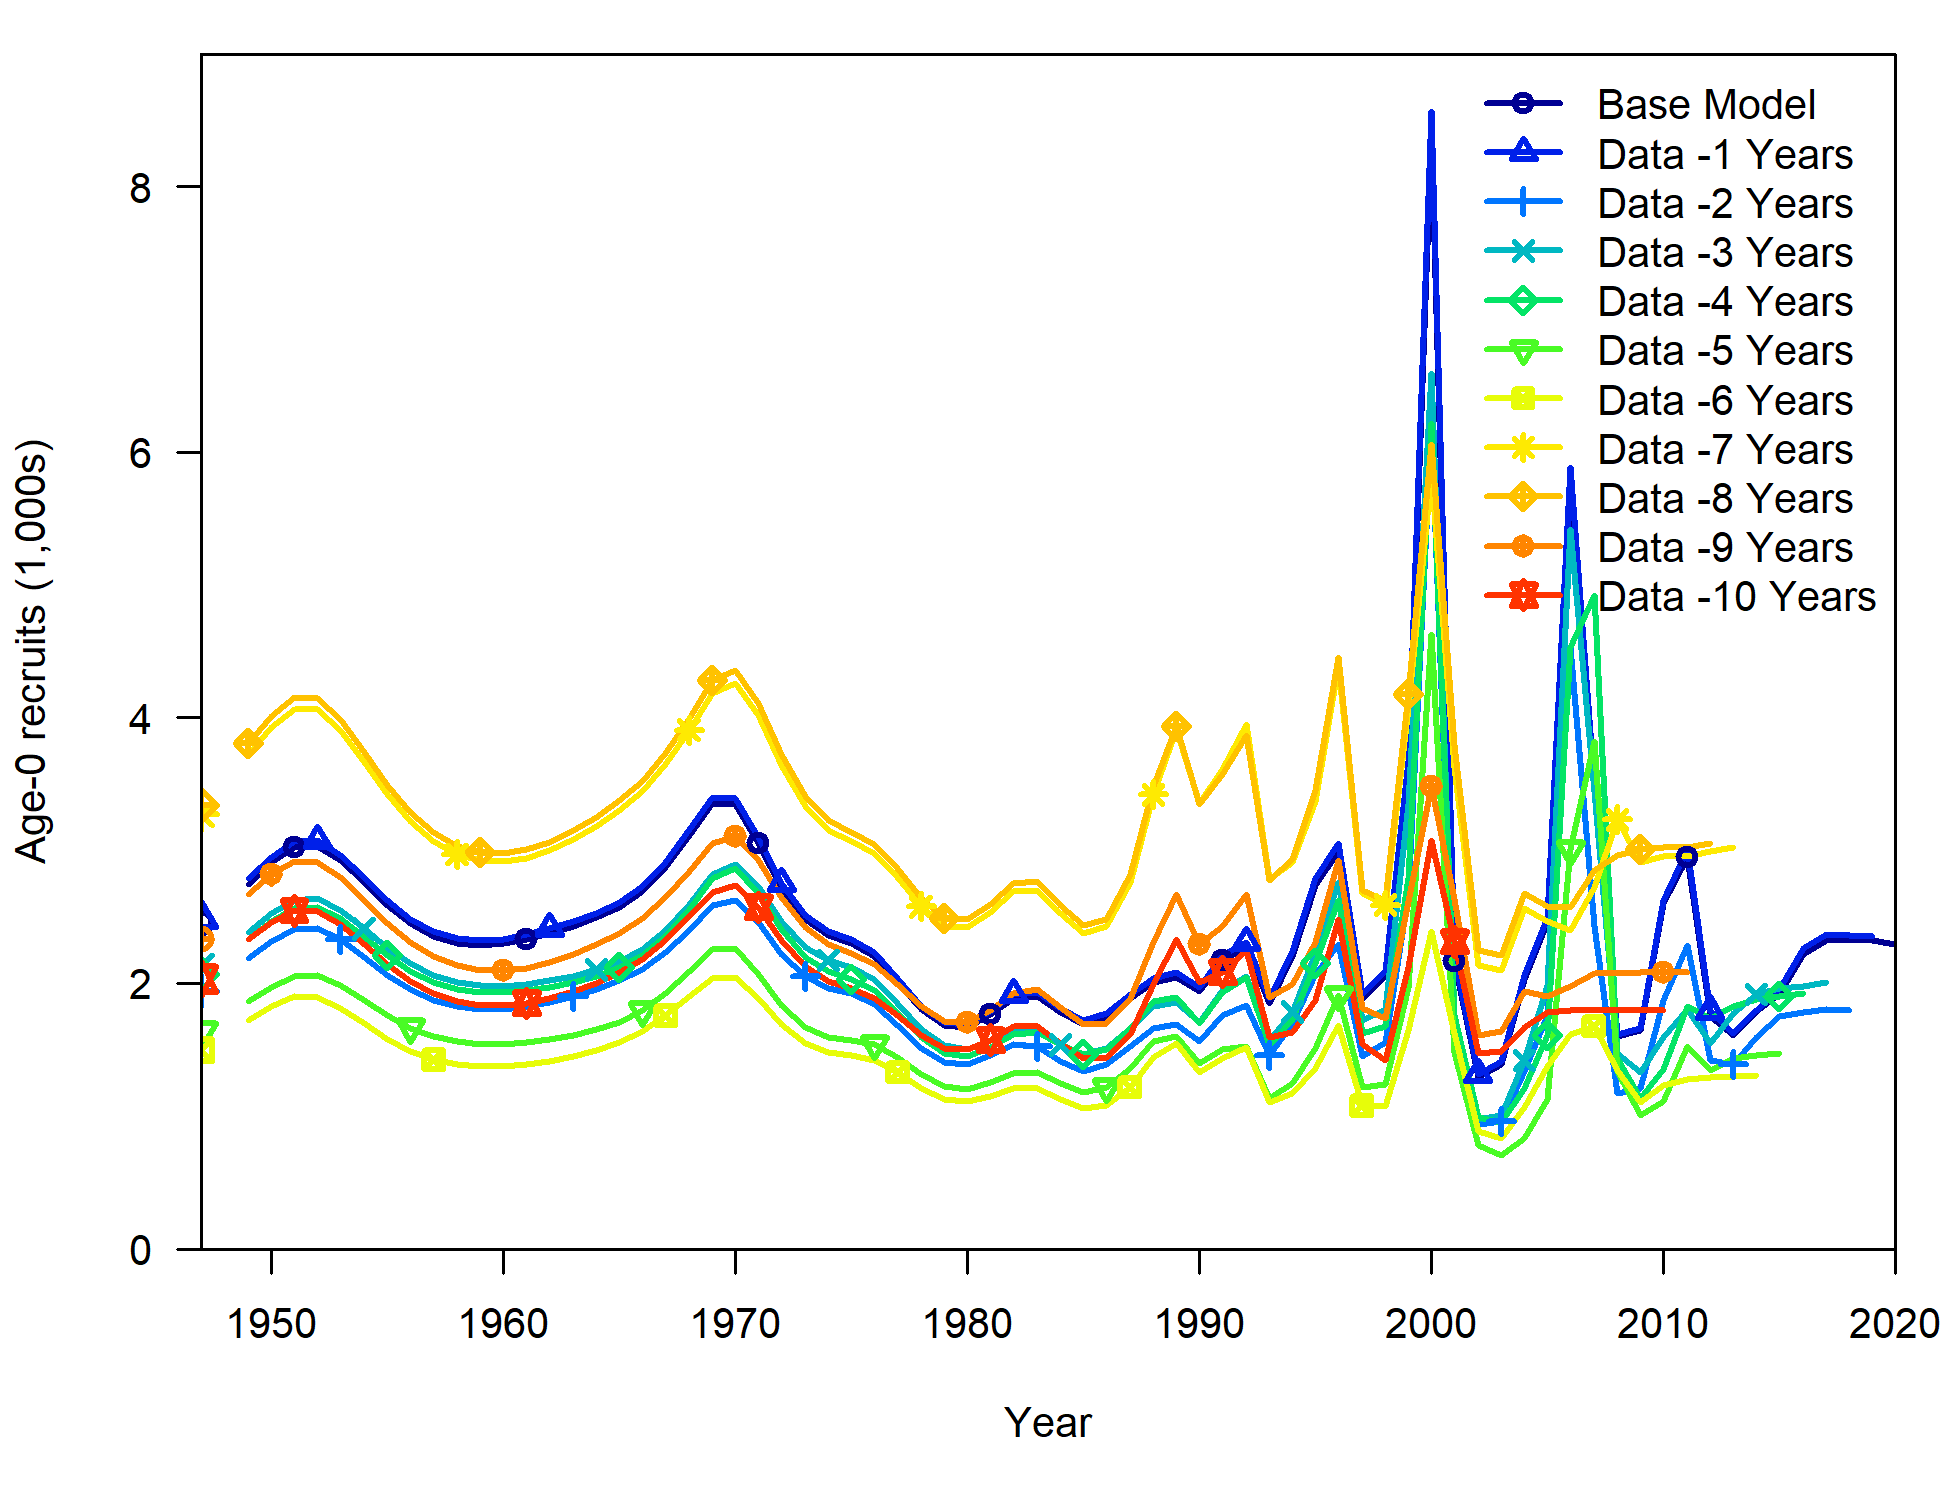 Base Model
Data -1 Years
Data -2 Years
Data -3 Years
Data -4 Years
Data -5 Years
Data -6 Years
Data -7 Years
Data -8 Years
Data -9 Years
Data -10 Years
8
6
4
2
0
Age-0 recruits (1,000s)
1950 1960 1970 1980 1990 2000 2010 2020
Year